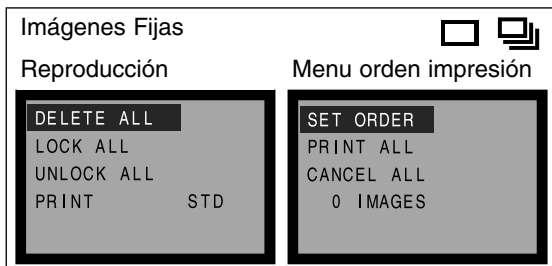 Imágenes Fijas
Reproducción
DELETE ALL
LOCK ALL
UNLOCK ALL
PRINT STD
Menu orden impresión
SET ORDER
PRINT ALL
CANCEL ALL
0 IMAGES